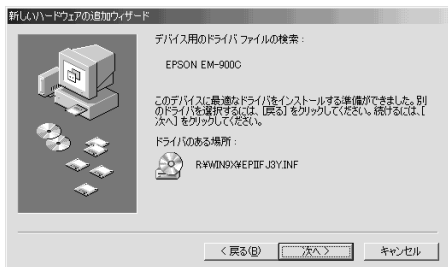 新しいハードウェアの追加ウィザード
デバイス用のドライバ ファイルの検索：
EPSON EM-900C
このデバイスに最適なドライバをインストールする準備ができました。別
のドライバを選択するには、[戻る] をクリックしてください。続けるには、[
次へ] をクリックしてください。
ドライバのある場所：
R¥WIN9X¥EPIIFJ3Y.INF
< 戻る(B)
次へ >
キャンセル